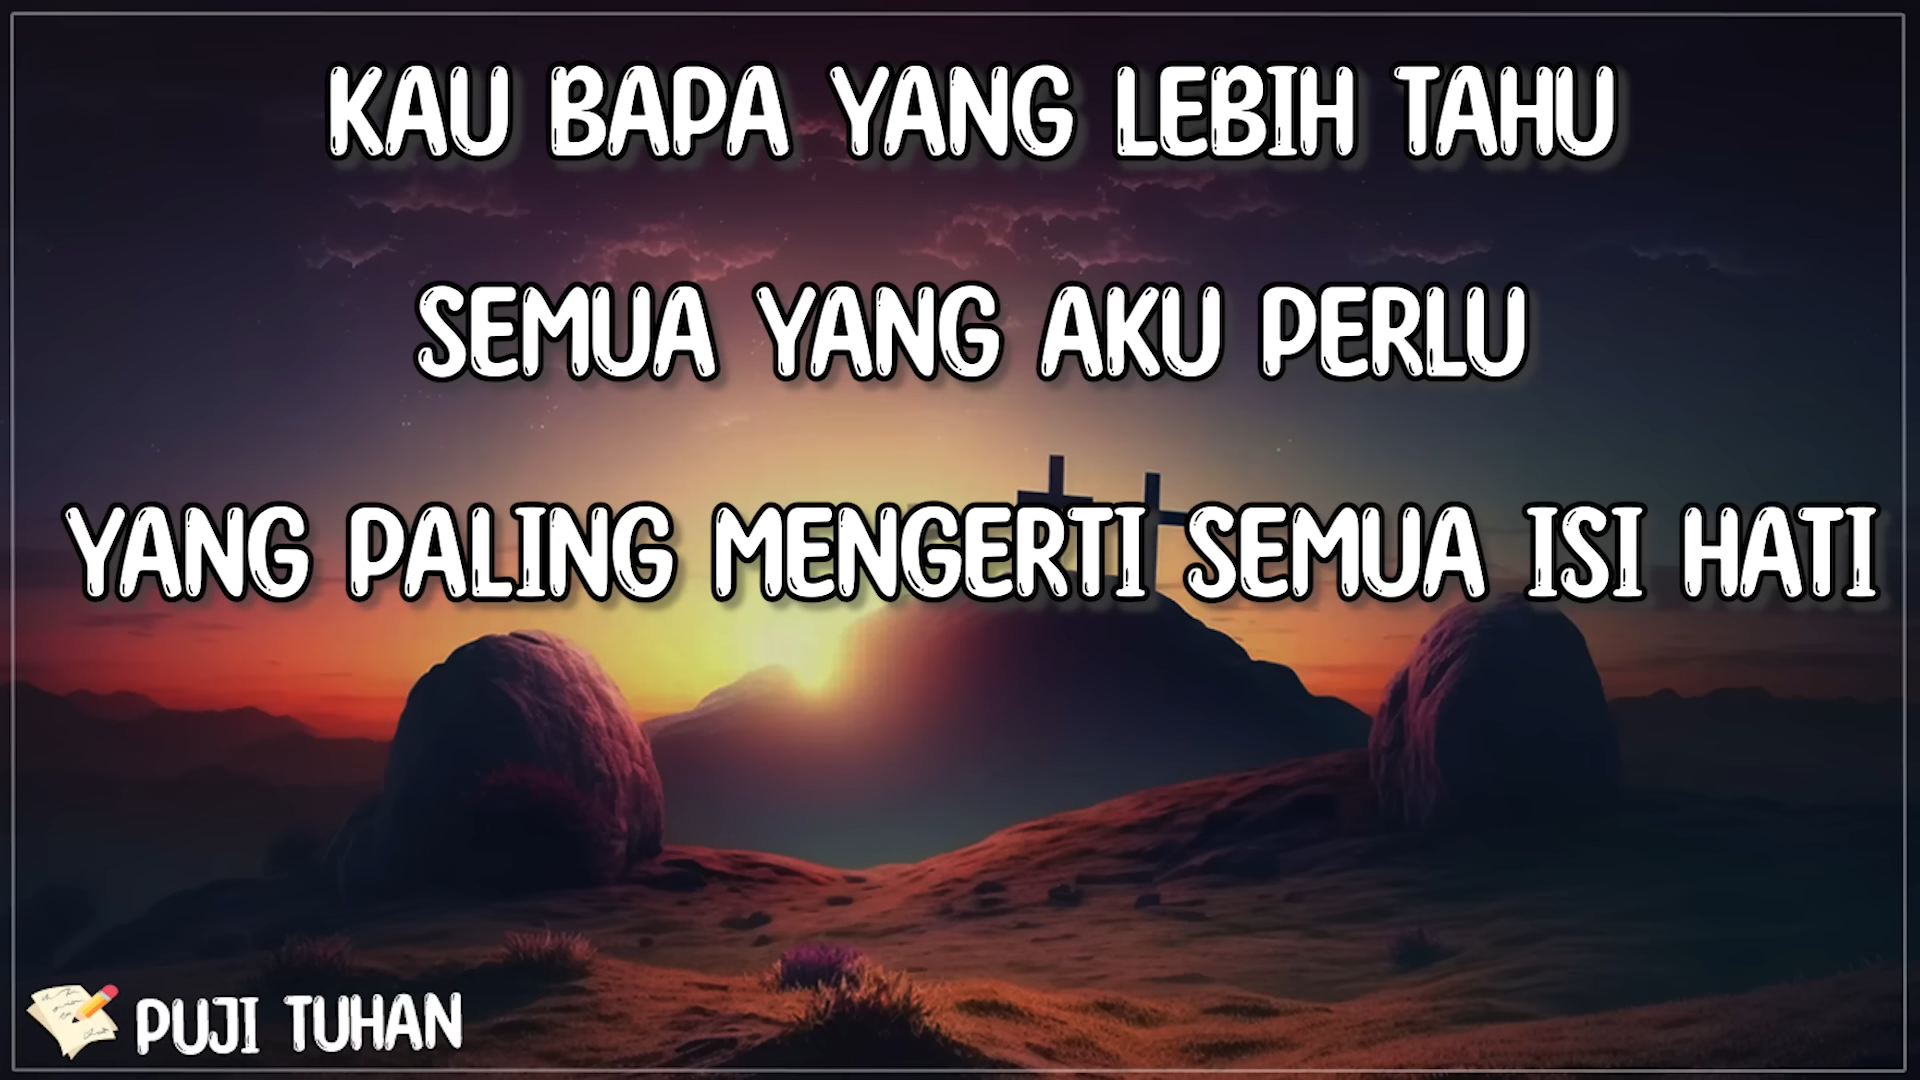 KAU BAPA YANG LEBIH TAHU
SEMUA YANG AKU PERLU
YANG PALING MENGERTI SEMUA ISI HATI
PUJI TUHAN